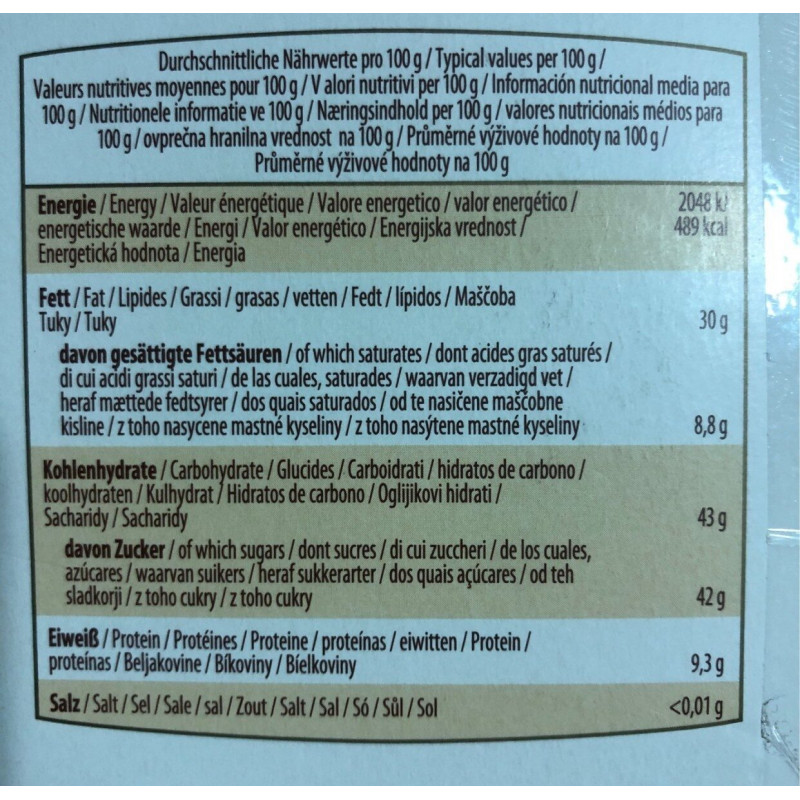 Durchschnittliche Nährwerte pro 100 g / Typical values per 100 g /
Valeurs nutritives moyennes pour 100 g / V alori nutritivi per 100 g / Información nutricional media para
100 g / Nutritionele informatie ve 100 g / Næringsindhold per 100 g / valores nutricionais médios para
100 g / ovprečna hranilna vrednost na 100 g / Průměrné výživové hodnoty na 100 g /
Průměrné výživové hodnoty na 100 g
Energie / Energy / Valeur énergétique / Valore energetico / valor energético / 2048 kJ
energetische waarde / Energi / Valor energético / Energijska vrednost / 489 kcal
Energetická hodnota / Energia
Fett / Fat / Lipides / Grassi / grasas / vetten / Fedt / lípidos / Maščoba
Tuky / Tuky 30 g
davon gesättigte Fettsäuren / of which saturates / dont acides gras saturés /
di cui acidi grassi saturi / de las cuales, saturades / waarvan verzadigd vet /
heraf mættede fedtsyrer / dos quais saturados / od te nasičene maščobne
kisline / z toho nasycene mastné kyseliny / z toho nasýtene mastné kyseliny 8,8 g
Kohlenhydrate / Carbohydrate / Glucides / Carboidrati / hidratos de carbono /
koolhydraten / Kulhydrat / Hidratos de carbono / Oglijikovi hidrati /
Sacharidy / Sacharidy 43 g
davon Zucker / of which sugars / dont sucres / di cui zuccheri / de los cuales,
azúcares / waarvan suikers / heraf sukkerarter / dos quais açúcares / od teh
sladkorji / z toho cukry / z toho cukry 42 g
Eiweiß / Protein / Protéines / Proteine / proteínas / eiwitten / Protein /
proteínas / Beljakovine / Bíkoviny / Bielkoviny 9,3 g
Salz / Salt / Sel / Sale / sal / Zout / Salt / Sal / Só / Sůl / Sol <0,01 g